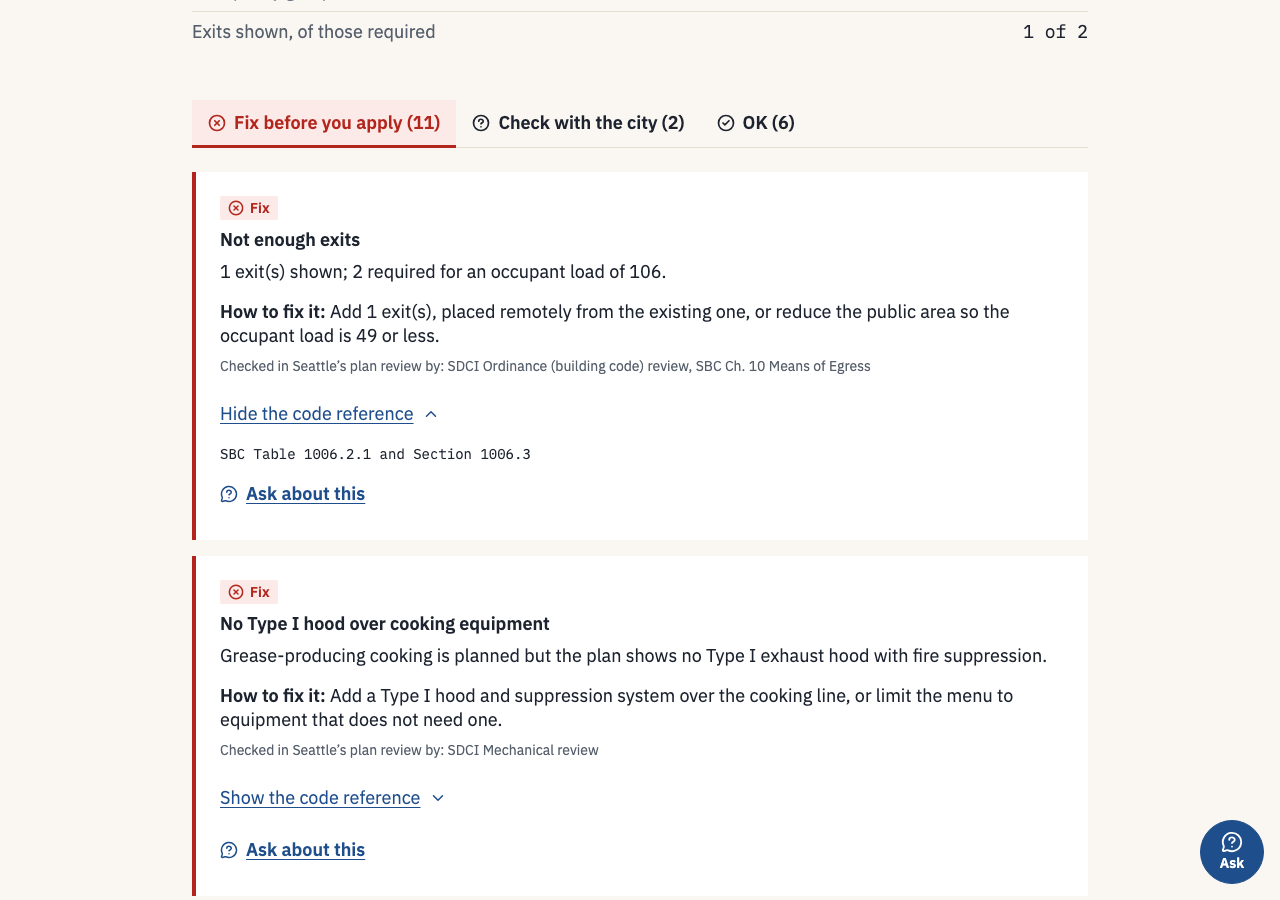 Exits shown, of those required
1 of 2
Fix before you apply (11)
Check with the city (2)
OK (6)
Fix
Not enough exits
1 exit(s) shown; 2 required for an occupant load of 106.
How to fix it: Add 1 exit(s), placed remotely from the existing one, or reduce the public area so the
occupant load is 49 or less.
Checked in Seattle’s plan review by: SDCI Ordinance (building code) review, SBC Ch. 10 Means of Egress
Hide the code reference
SBC Table 1006.2.1 and Section 1006.3
Ask about this
Fix
No Type I hood over cooking equipment
Grease-producing cooking is planned but the plan shows no Type I exhaust hood with fire suppression.
How to fix it: Add a Type I hood and suppression system over the cooking line, or limit the menu to
equipment that does not need one.
Checked in Seattle’s plan review by: SDCI Mechanical review
Show the code reference
Ask about this
Ask